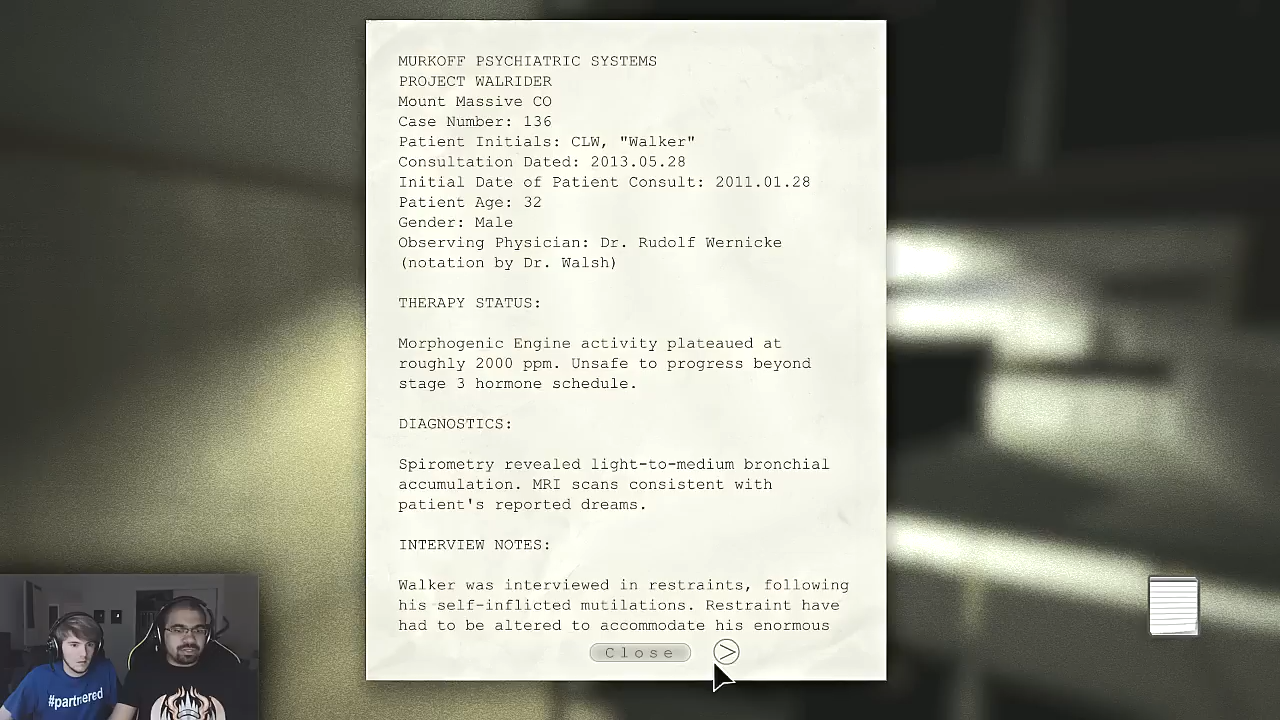 MURKOFF PSYCHIATRIC SYSTEMS
PROJECT WALRIDER
Mount Massive CO
Case Number: 136
Patient Initials: CLW, "Walker"
Consultation Dated: 2013.05.28
Initial Date of Patient Consult: 2011.01.28
Patient Age: 32
Gender: Male
Observing Physician: Dr. Rudolf Wernicke
(notation by Dr. Walsh)
THERAPY STATUS:
Morphogenic Engine activity plateaued at
roughly 2000 ppm. Unsafe to progress beyond
stage 3 hormone schedule.
DIAGNOSTICS:
Spirometry revealed light-to-medium bronchial
accumulation. MRI scans consistent with
patient's reported dreams.
INTERVIEW NOTES:
Walker was interviewed in restraints, following
his self-inflicted mutilations. Restraint have
had to be altered to accommodate his enormous
Close >
#partnered